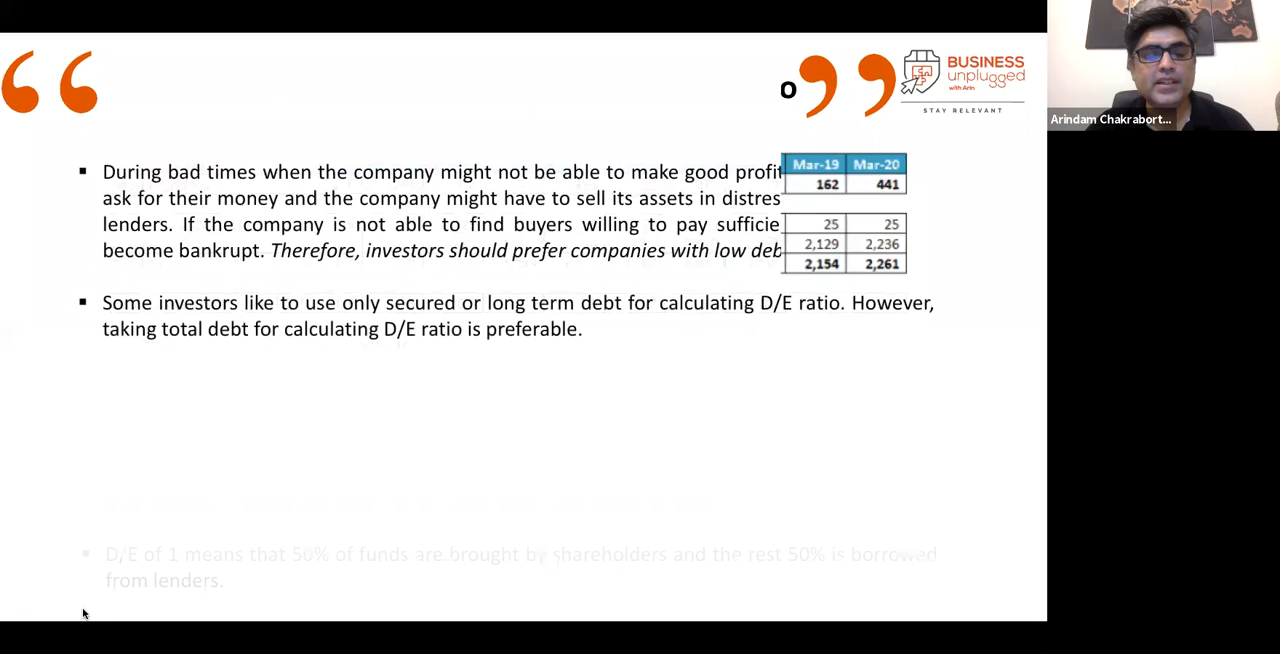 o
BUSINESS
unplugged
with Arin
STAY RELEVANT
Arindam Chakrabort...
▪ During bad times when the company might not be able to make good profit
ask for their money and the company might have to sell its assets in distres
lenders. If the company is not able to find buyers willing to pay sufficie
become bankrupt. Therefore, investors should prefer companies with low deb
Mar-19 Mar-20
162 441
25 25
2,129 2,236
2,154 2,261
▪ Some investors like to use only secured or long term debt for calculating D/E ratio. However,
taking total debt for calculating D/E ratio is preferable.
▪ D/E of 1 means that 50% of funds are brought by shareholders and the rest 50% is borrowed
from lenders.